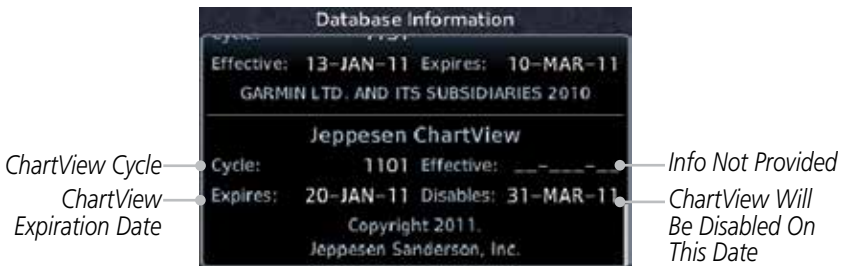 Database Information
Effective: 13-JAN-11 Expires: 10-MAR-11
GARMIN LTD. AND ITS SUBSIDIARIES 2010
Jeppesen ChartView
ChartView Cycle
Cycle: 1101 Effective: __-___-__
Info Not Provided
ChartView
Expiration Date
Expires: 20-JAN-11 Disables: 31-MAR-11
ChartView Will
Be Disabled On
This Date
Copyright 2011.
Jeppesen Sanderson, Inc.